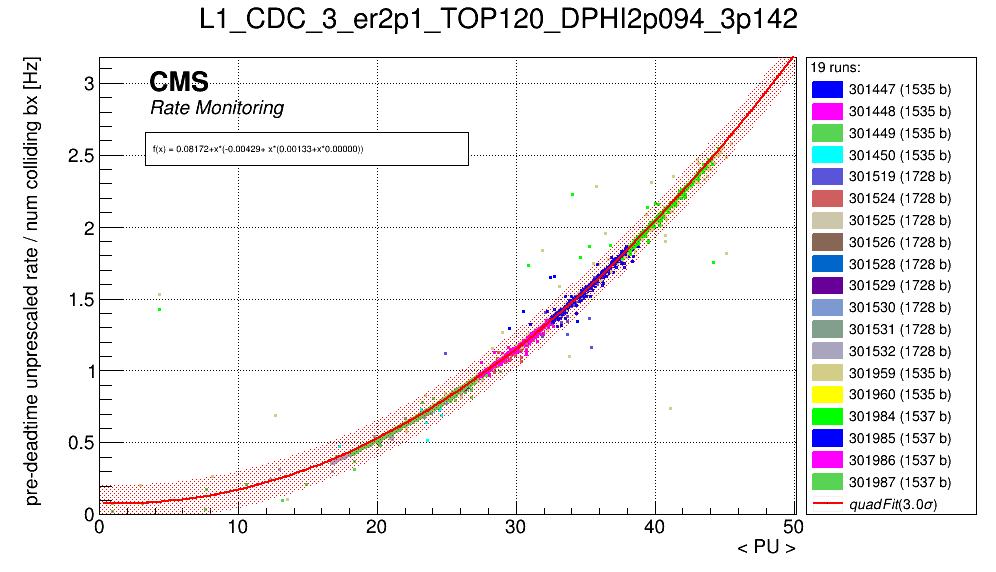 L1_CDC_3_er2p1_TOP120_DPHI2p094_3p142
pre-deadtime unprescaled rate / num colliding bx [Hz]
CMS
Rate Monitoring
f(x) = 0.08172+x*(-0.00429+ x*(0.00133+x*0.00000))
3
2.5
2
1.5
1
0.5
0
0 10 20 30 40 50
< PU >
19 runs:
301447 (1535 b)
301448 (1535 b)
301449 (1535 b)
301450 (1535 b)
301519 (1728 b)
301524 (1728 b)
301525 (1728 b)
301526 (1728 b)
301528 (1728 b)
301529 (1728 b)
301530 (1728 b)
301531 (1728 b)
301532 (1728 b)
301959 (1535 b)
301960 (1535 b)
301984 (1537 b)
301985 (1537 b)
301986 (1537 b)
301987 (1537 b)
quadFit(3.0σ)